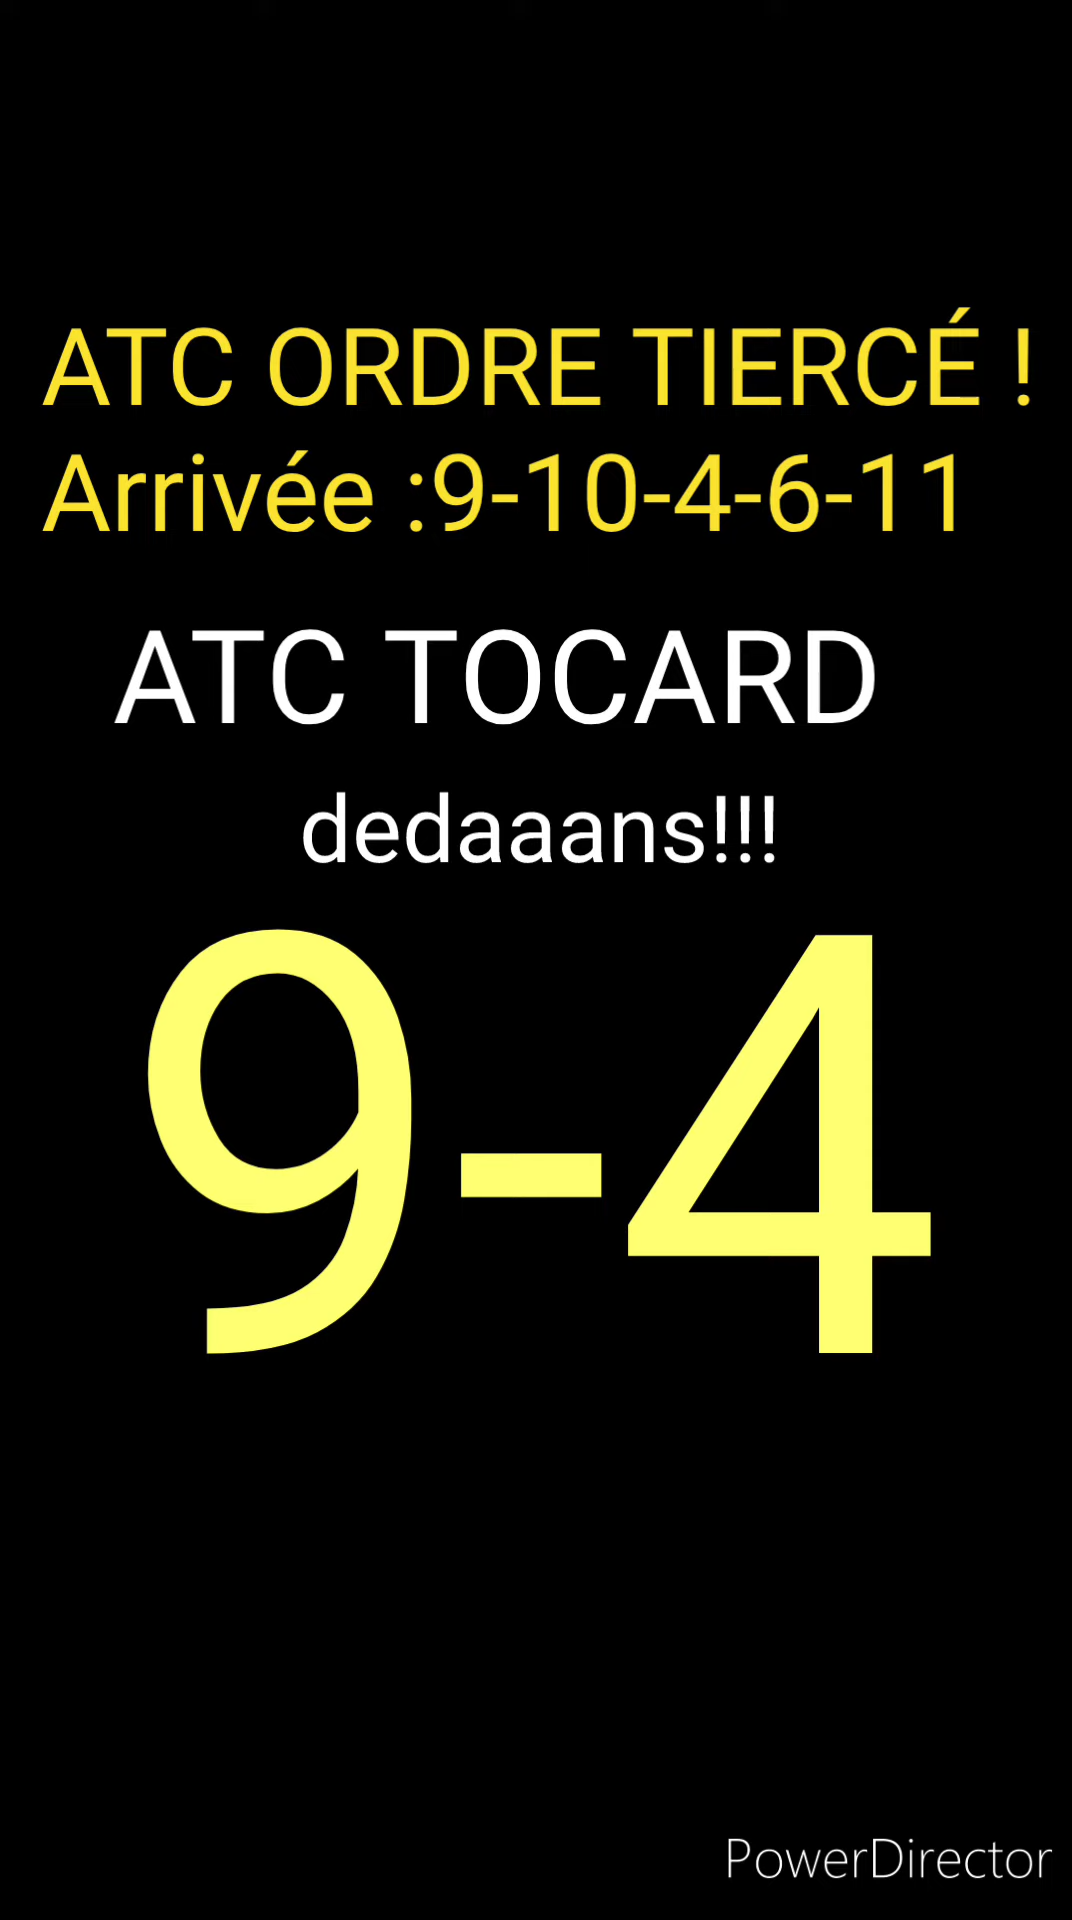 ATC ORDRE TIERCÉ !
Arrivée :9-10-4-6-11
ATC TOCARD
dedaaans!!!
9-4
PowerDirector